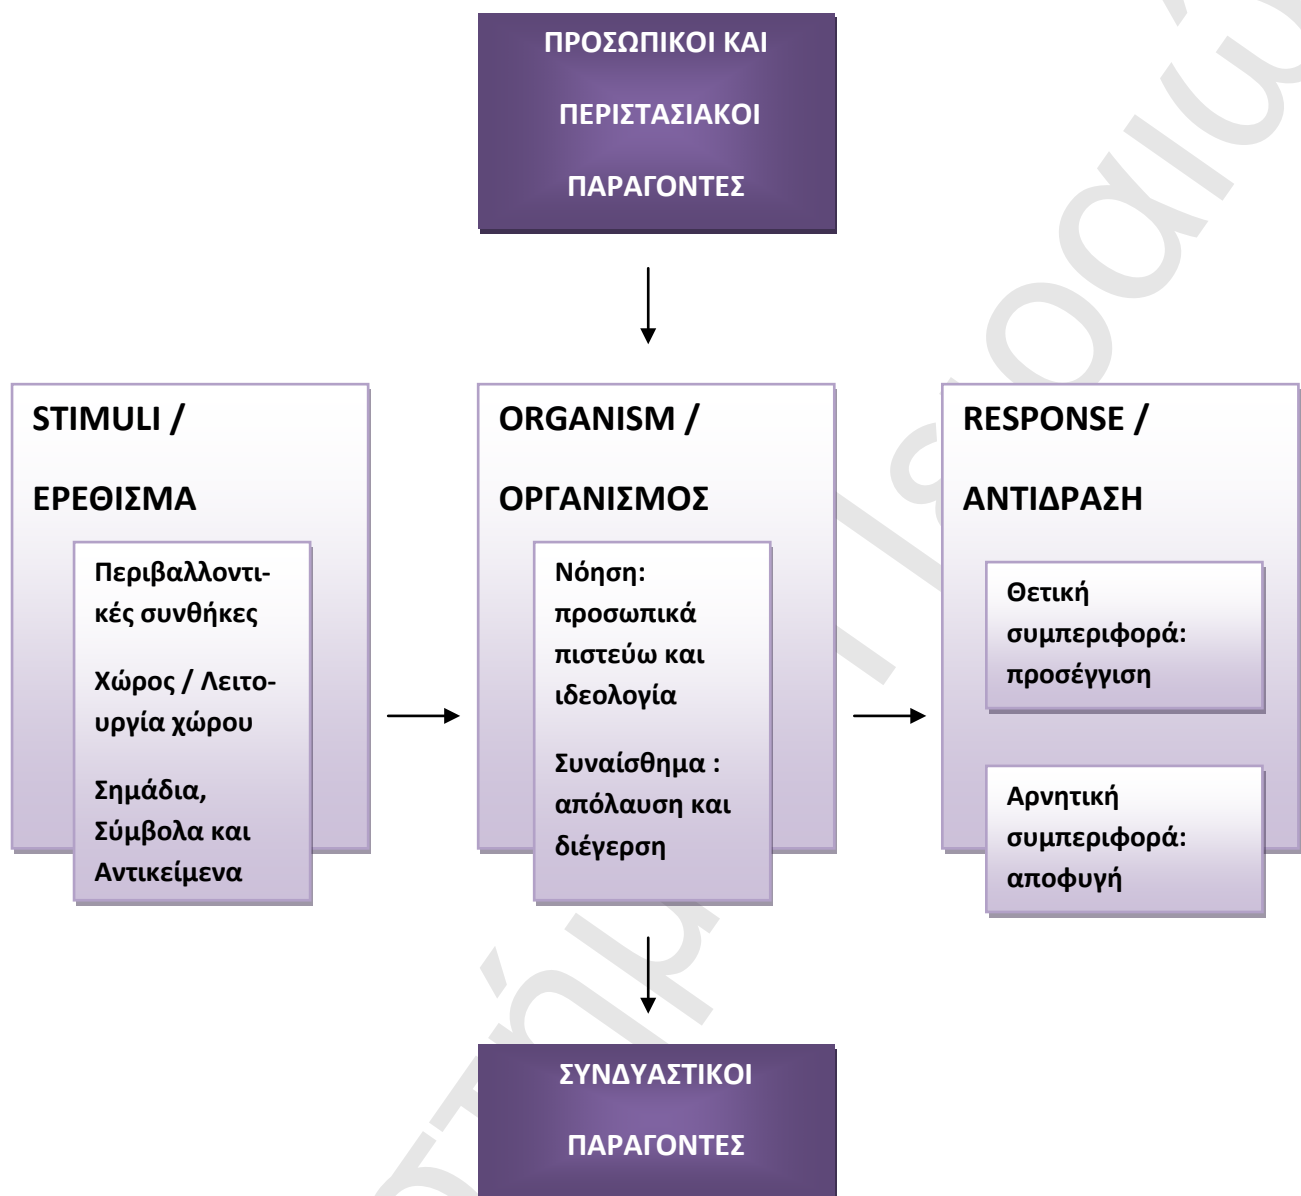 ΠΡΟΣΩΠΙΚΟΙ ΚΑΙ
ΠΕΡΙΣΤΑΣΙΑΚΟΙ
ΠΑΡΑΓΟΝΤΕΣ
STIMULI /
ΕΡΕΘΙΣΜΑ
Περιβαλλοντι-
κές συνθήκες
Χώρος / Λειτο-
υργία χώρου
Σημάδια,
Σύμβολα και
Αντικείμενα
ORGANISM /
ΟΡΓΑΝΙΣΜΟΣ
Νόηση:
προσωπικά
πιστεύω και
ιδεολογία
Συναίσθημα :
απόλαυση και
διέγερση
RESPONSE /
ΑΝΤΙΔΡΑΣΗ
Θετική
συμπεριφορά:
προσέγγιση
Αρνητική
συμπεριφορά:
αποφυγή
ΣΥΝΔΥΑΣΤΙΚΟΙ
ΠΑΡΑΓΟΝΤΕΣ